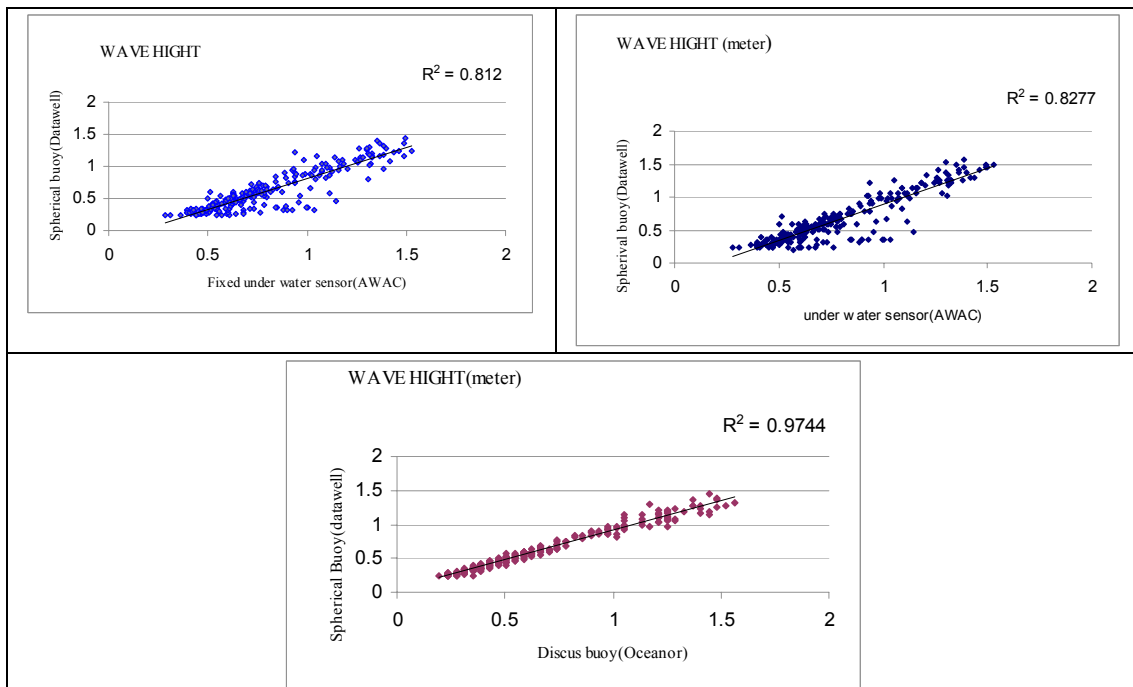 WAVE HIGHT
R² = 0.812
Spherical buoy(Datawell)
2
1.5
1
0.5
0
0 0.5 1 1.5 2
Fixed under water sensor(AWAC)
WAVE HIGHT (meter)
R² = 0.8277
Spherival buoy(Datawell)
2
1.5
1
0.5
0
0 0.5 1 1.5 2
under water sensor(AWAC)
WAVE HIGHT(meter)
R² = 0.9744
Spherical Buoy(datawell)
2
1.5
1
0.5
0
0 0.5 1 1.5 2
Discus buoy(Oceanor)